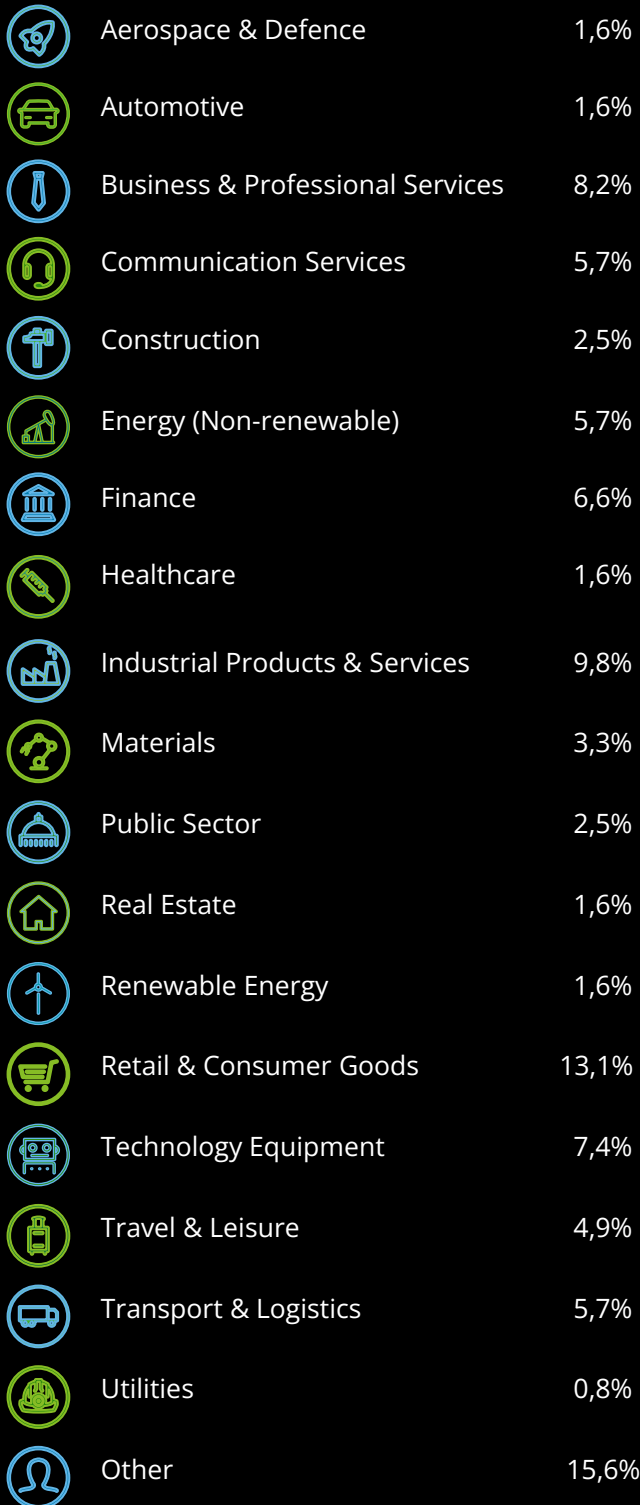 Aerospace & Defence 1,6%
Automotive 1,6%
Business & Professional Services 8,2%
Communication Services 5,7%
Construction 2,5%
Energy (Non-renewable) 5,7%
Finance 6,6%
Healthcare 1,6%
Industrial Products & Services 9,8%
Materials 3,3%
Public Sector 2,5%
Real Estate 1,6%
Renewable Energy 1,6%
Retail & Consumer Goods 13,1%
Technology Equipment 7,4%
Travel & Leisure 4,9%
Transport & Logistics 5,7%
Utilities 0,8%
Other 15,6%